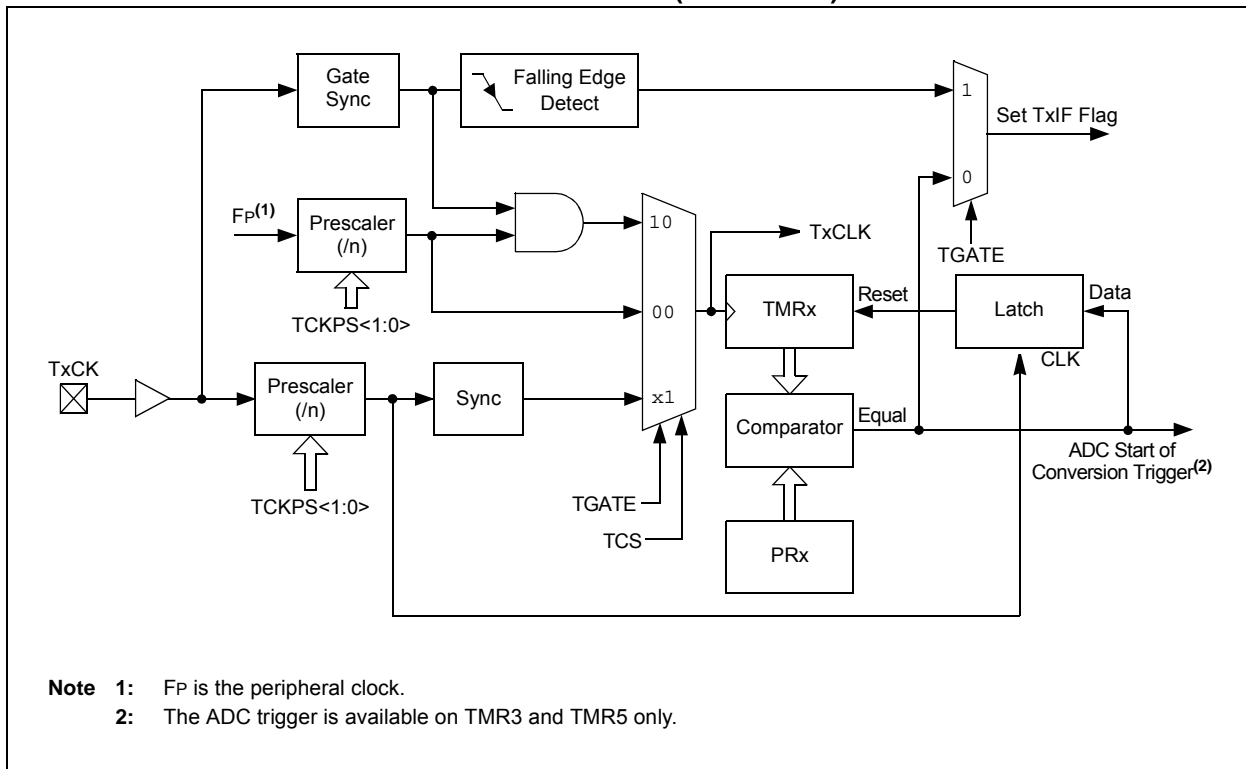 Gate
Sync
Falling Edge
Detect
1
Set TxIF Flag
0
TGATE
FP(1)
Prescaler
(/n)
TCKPS<1:0>
10
00
x1
TxCLK
TMRx
Reset
Latch
Data
CLK
TxCK
Prescaler
(/n)
TCKPS<1:0>
Sync
TGATE
TCS
Comparator
Equal
ADC Start of
Conversion Trigger(2)
PRx
Note 1: FP is the peripheral clock.
2: The ADC trigger is available on TMR3 and TMR5 only.